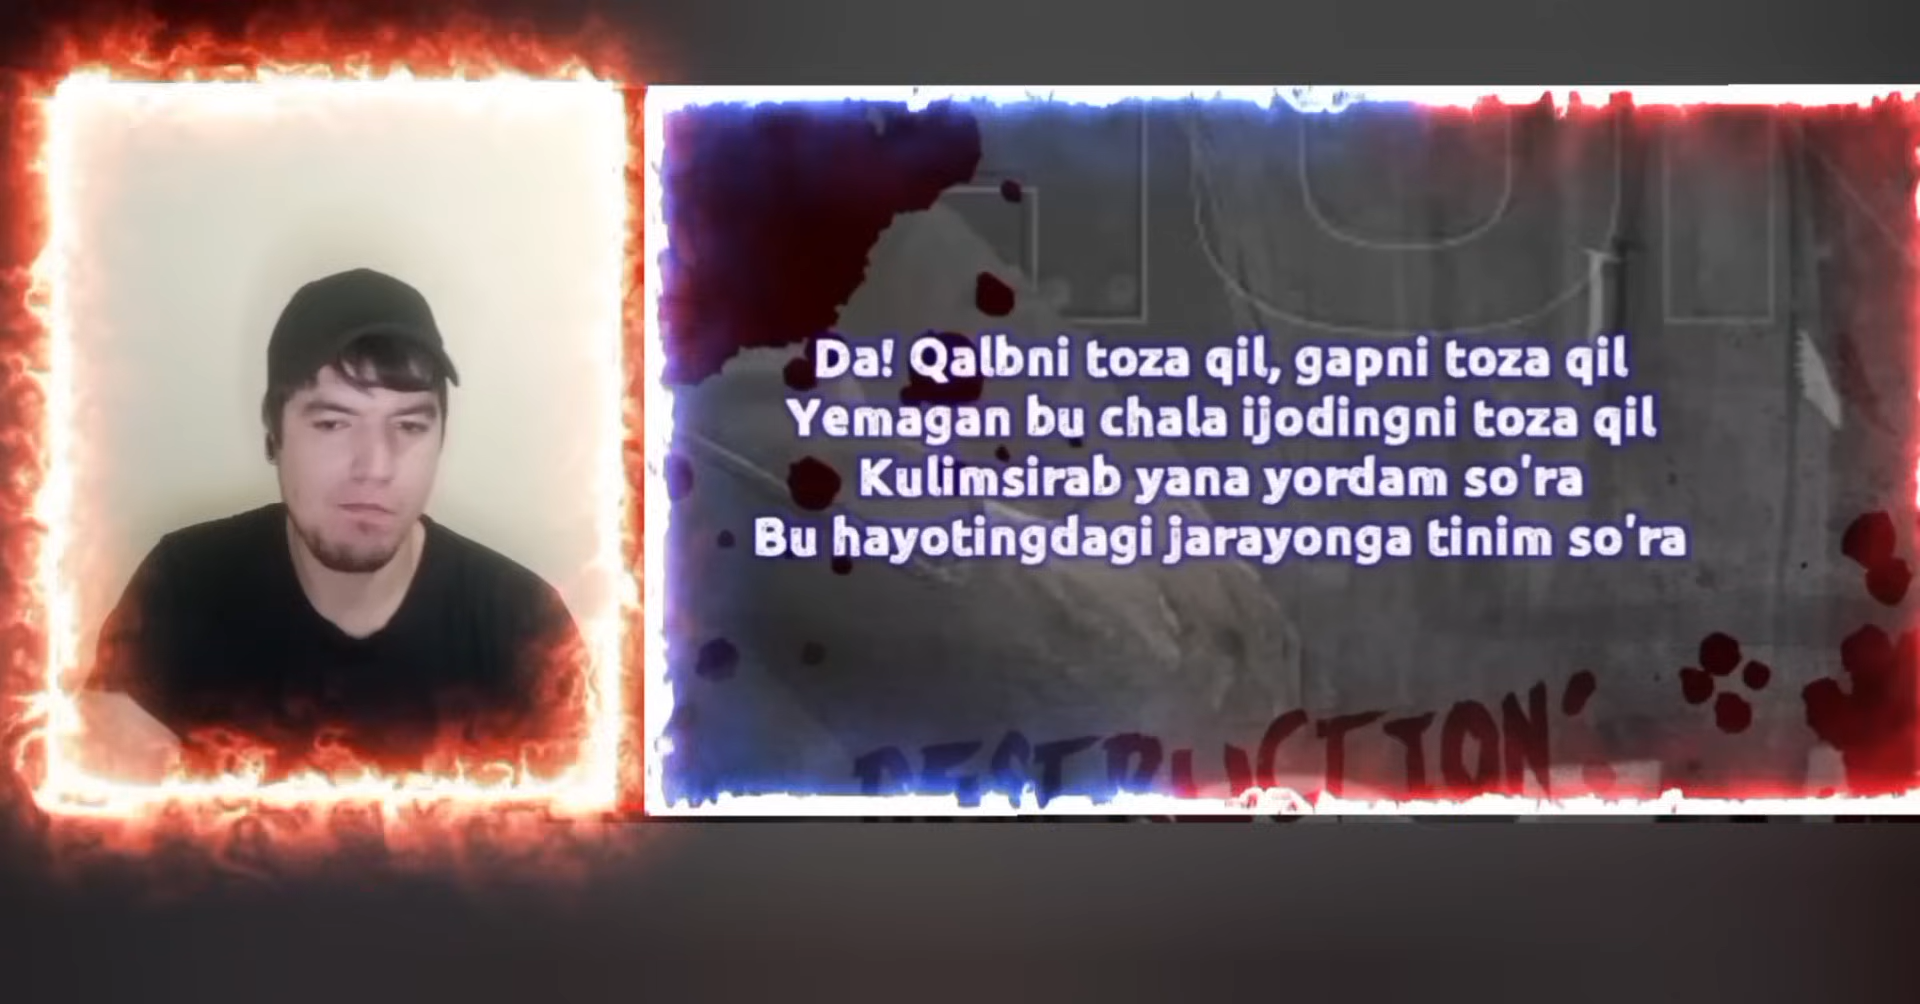 Da! Qalbni toza qil, gapni toza qil
Yemagan bu chala ijodingni toza qil
Kulimsirab yana yordam so'ra
Bu hayotingdagi jarayonga tinim so'ra
DESTRUCTION